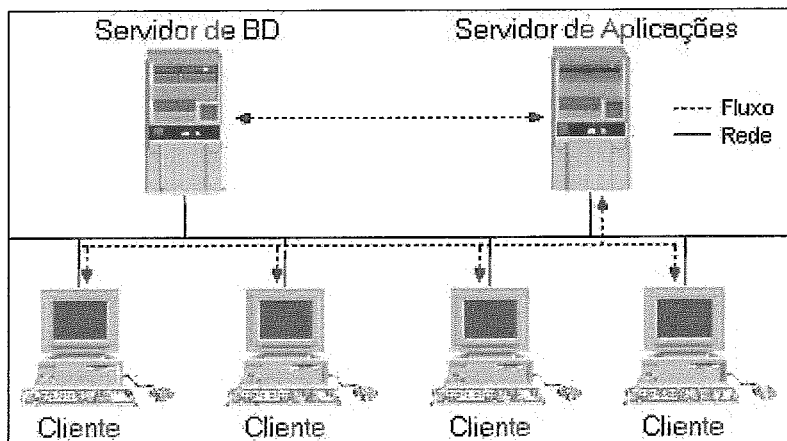 Servidor de BD
Servidor de Aplicações
Fluxo
Rede
Cliente
Cliente
Cliente
Cliente